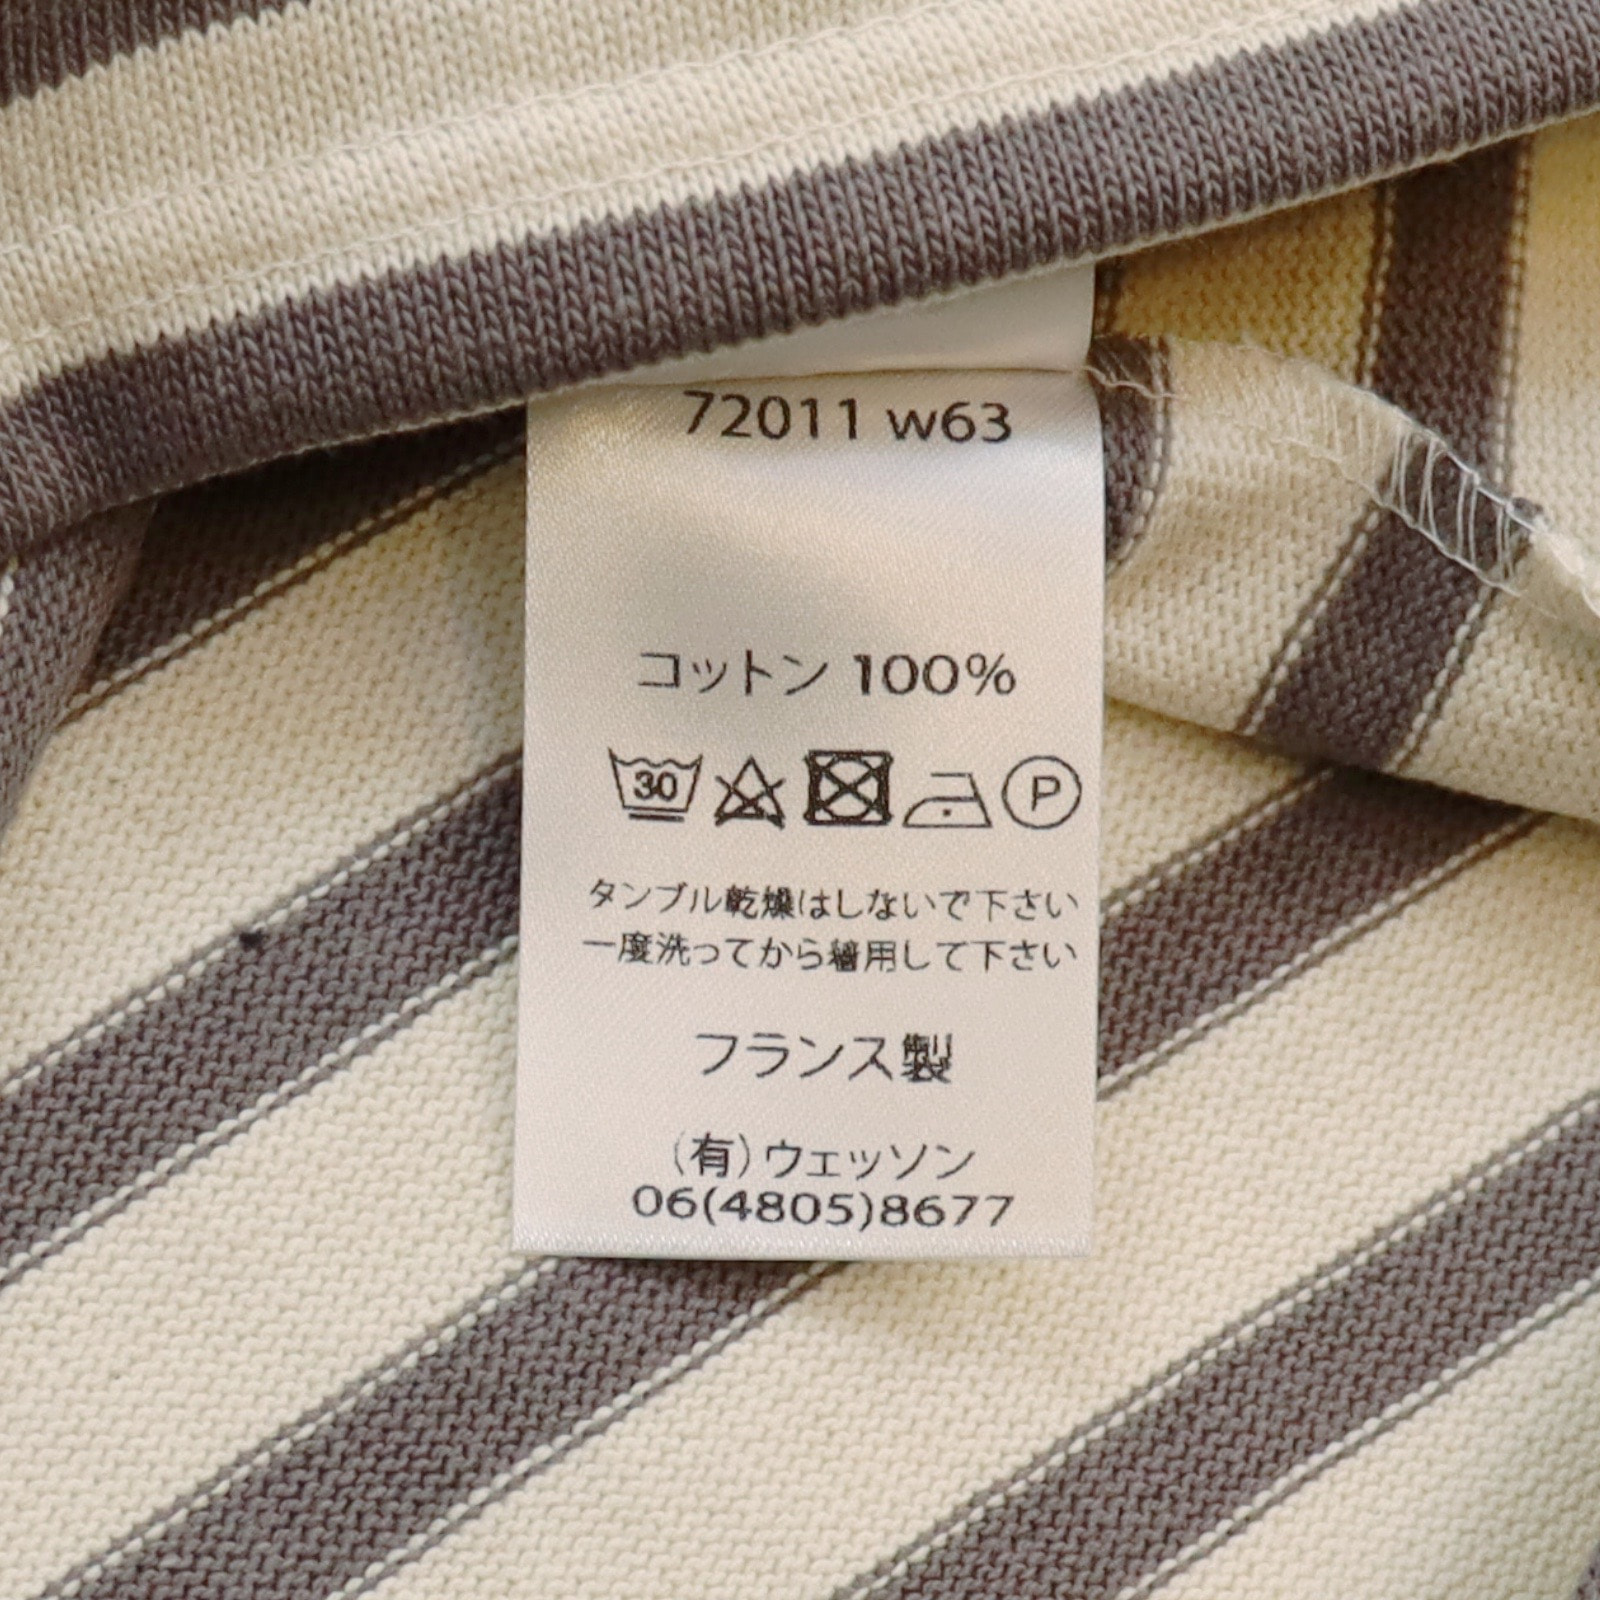 72011 w63
コットン 100%
30
P
タンブル乾燥はしないで下さい
一度洗ってから着用して下さい
フランス製
(有)ウェッソン
06(4805)8677